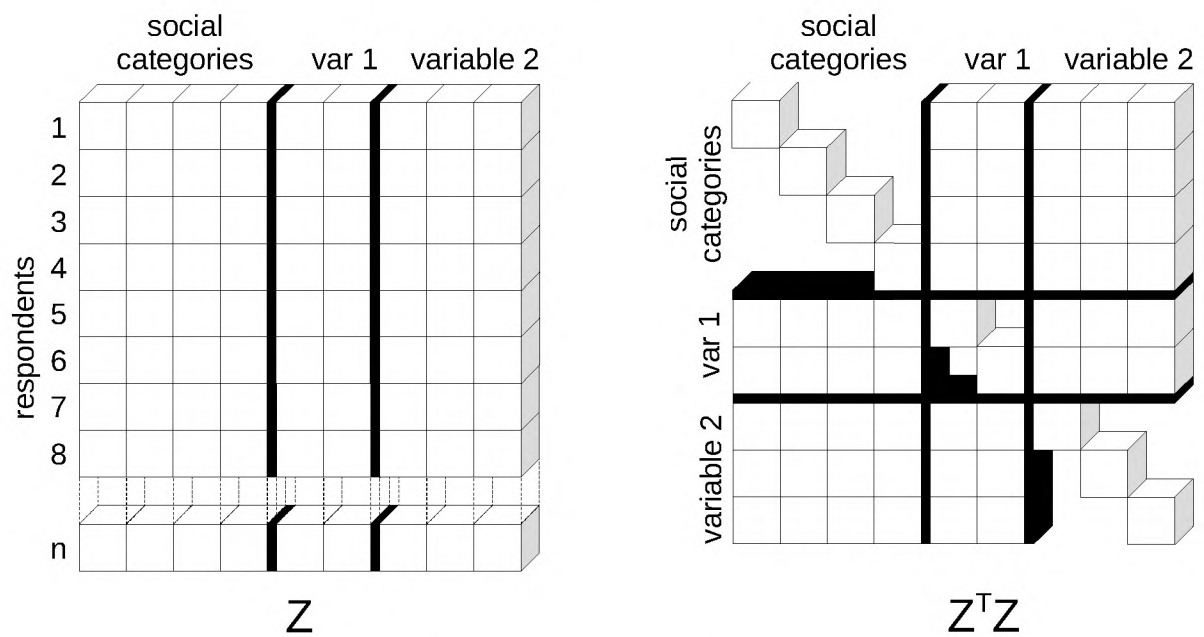 social
categories
var 1
variable 2
respondents
1
2
3
4
5
6
7
8
n
Z
social
categories
var 1
variable 2
social
categories
var 1
variable 2
ZᵀZ